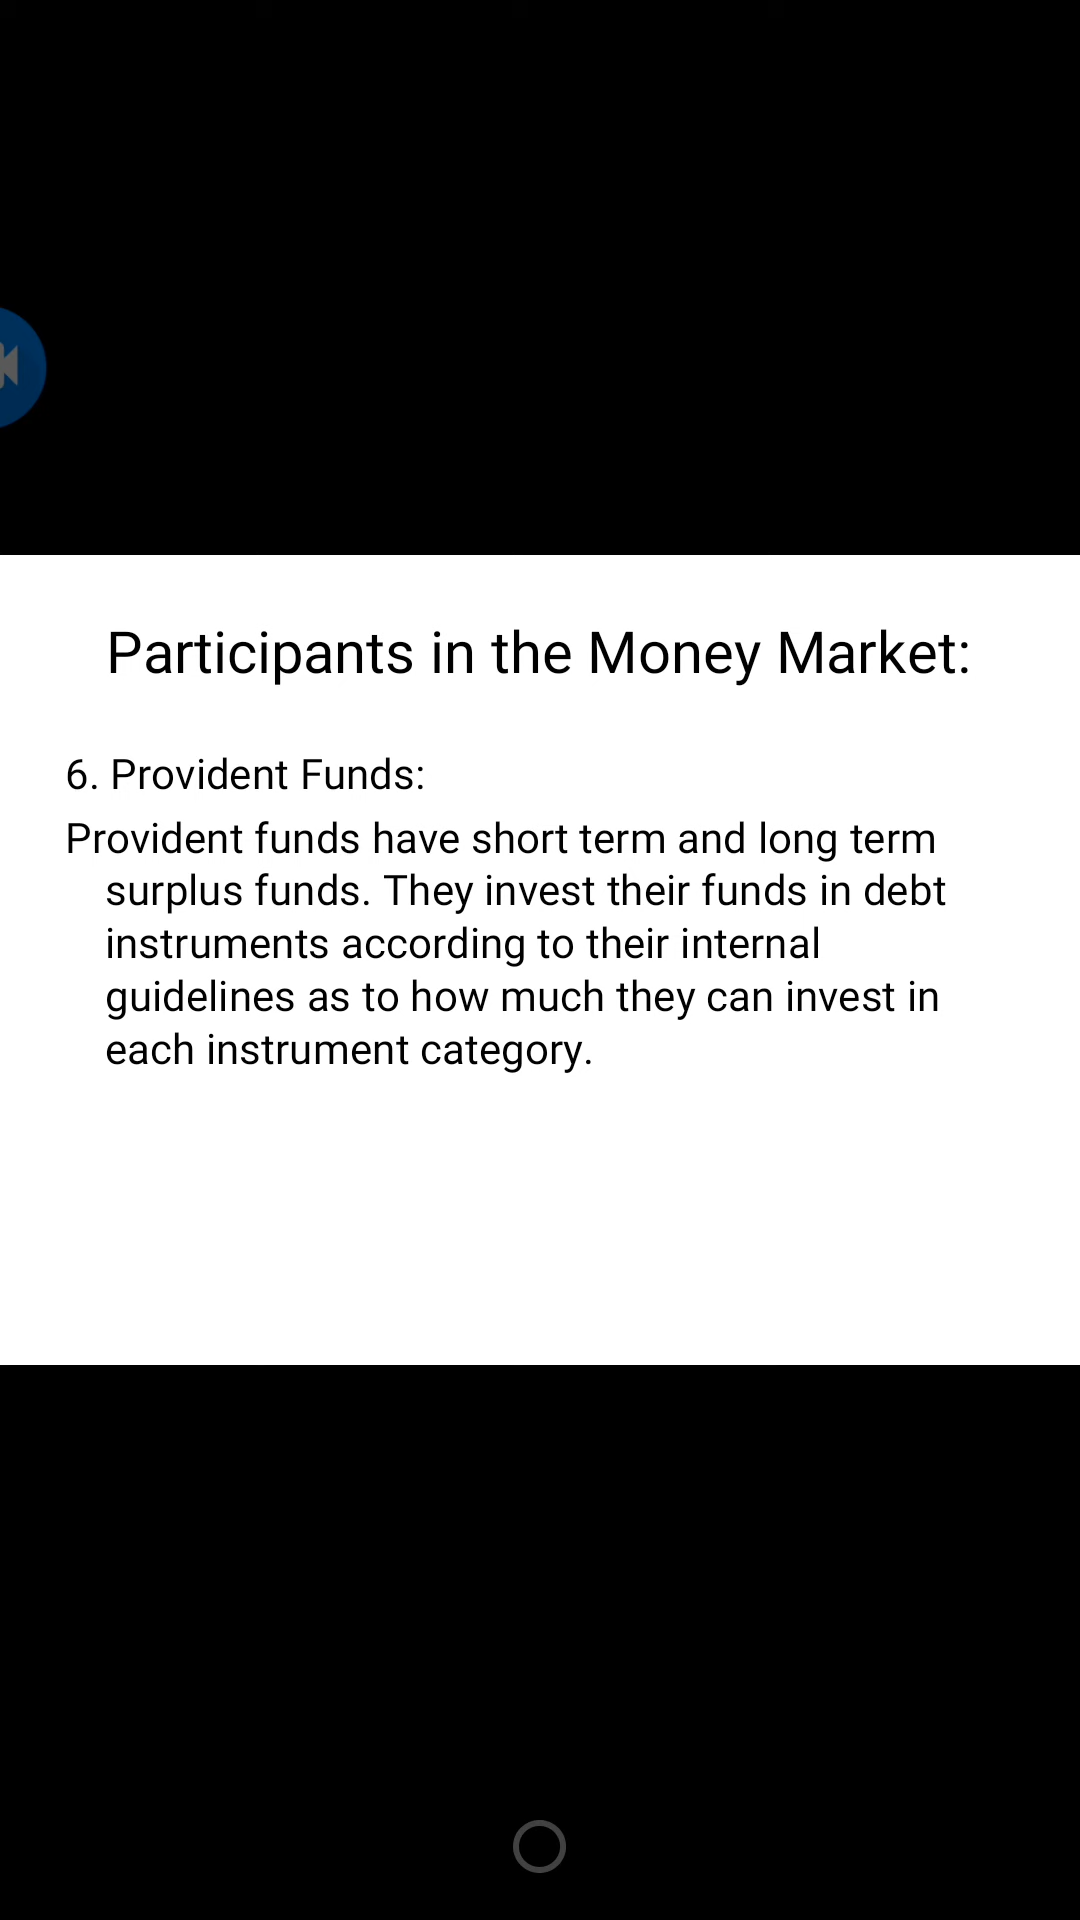 Participants in the Money Market:
6. Provident Funds:
Provident funds have short term and long term
surplus funds. They invest their funds in debt
instruments according to their internal
guidelines as to how much they can invest in
each instrument category.